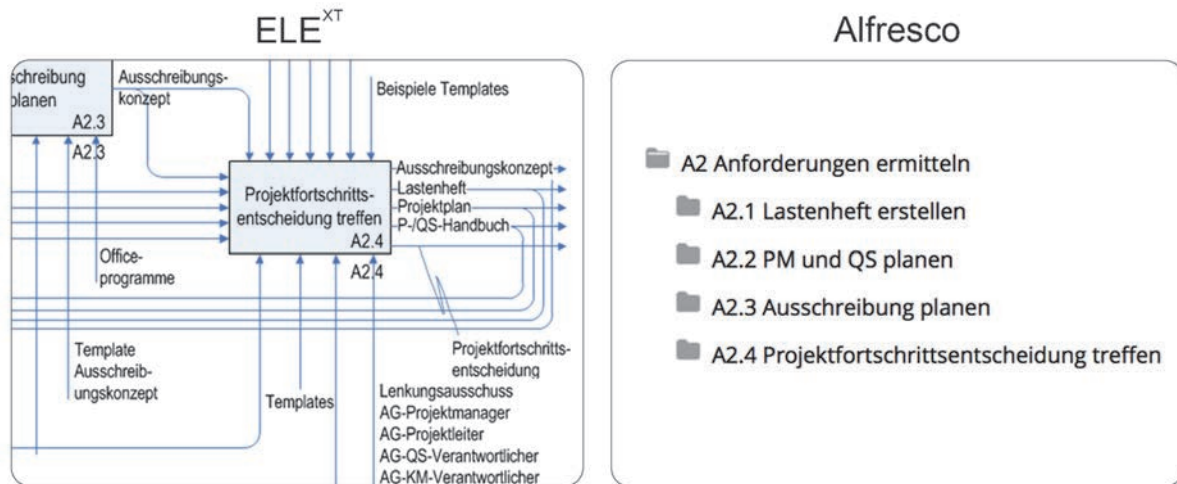 ELE^XT
schreibung
planen
A2.3
A2.3
Ausschreibungs-
konzept
Beispiele Templates
Projektfortschritts-
entscheidung treffen
A2.4
A2.4
Ausschreibungskonzept
Lastenheft
Projektplan
P-/QS-Handbuch
Office-
programme
Template
Ausschreib-
ungskonzept
Templates
Projektfortschritts-
entscheidung
Lenkungsausschuss
AG-Projektmanager
AG-Projektleiter
AG-QS-Verantwortlicher
AG-KM-Verantwortlicher
Alfresco
A2 Anforderungen ermitteln
A2.1 Lastenheft erstellen
A2.2 PM und QS planen
A2.3 Ausschreibung planen
A2.4 Projektfortschrittsentscheidung treffen